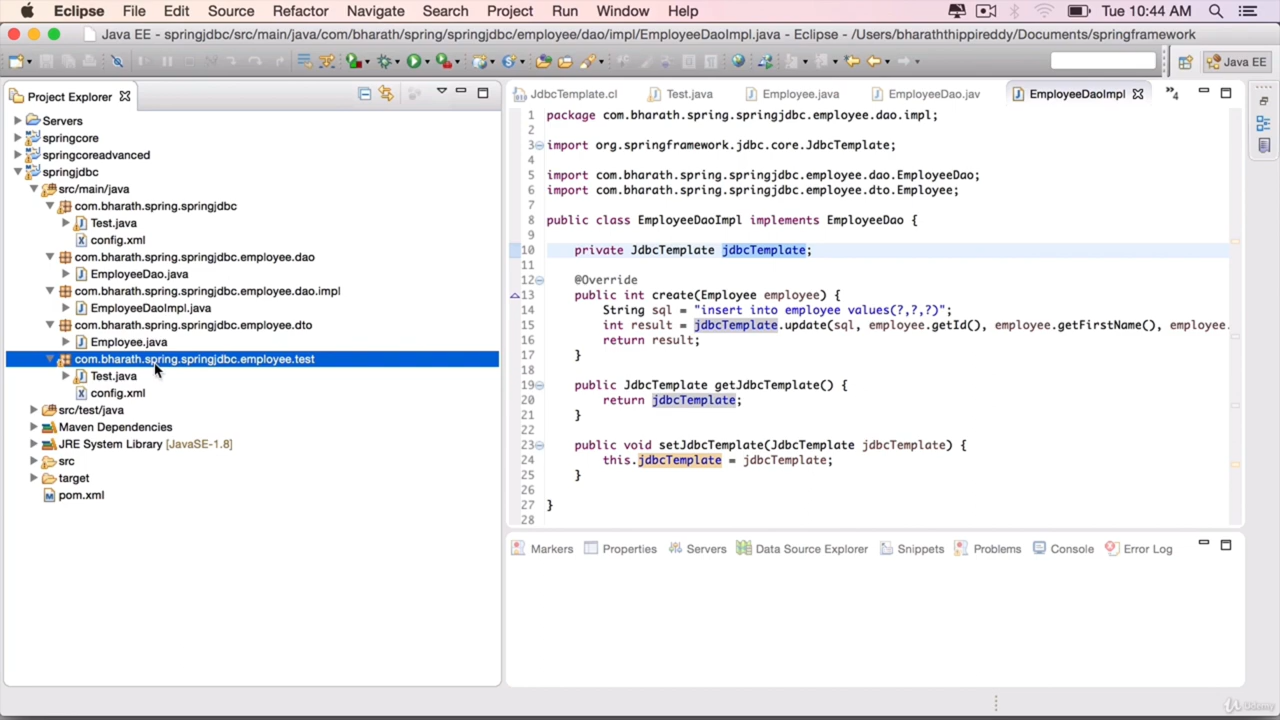 Eclipse File Edit Source Refactor Navigate Search Project Run Window Help Tue 10:44 AM
Java EE - springjdbc/src/main/java/com/bharath/spring/springjdbc/employee/dao/impl/EmployeeDaoImpl.java - Eclipse - /Users/bharaththippireddy/Documents/springframework
Java EE
Project Explorer
Servers
springcore
springcoreadvanced
springjdbc
src/main/java
com.bharath.spring.springjdbc
Test.java
config.xml
com.bharath.spring.springjdbc.employee.dao
EmployeeDao.java
com.bharath.spring.springjdbc.employee.dao.impl
EmployeeDaoImpl.java
com.bharath.spring.springjdbc.employee.dto
Employee.java
com.bharath.spring.springjdbc.employee.test
Test.java
config.xml
src/test/java
Maven Dependencies
JRE System Library [JavaSE-1.8]
src
target
pom.xml
JdbcTemplate.cl Test.java Employee.java EmployeeDao.jav EmployeeDaoImpl 4
1 package com.bharath.spring.springjdbc.employee.dao.impl;
2
3 import org.springframework.jdbc.core.JdbcTemplate;
4
5 import com.bharath.spring.springjdbc.employee.dao.EmployeeDao;
6 import com.bharath.spring.springjdbc.employee.dto.Employee;
7
8 public class EmployeeDaoImpl implements EmployeeDao {
9
10 private JdbcTemplate jdbcTemplate;
11
12 @Override
13 public int create(Employee employee) {
14 String sql = "insert into employee values(?,?,?)";
15 int result = jdbcTemplate.update(sql, employee.getId(), employee.getFirstName(), employee.
16 return result;
17 }
18
19 public JdbcTemplate getJdbcTemplate() {
20 return jdbcTemplate;
21 }
22
23 public void setJdbcTemplate(JdbcTemplate jdbcTemplate) {
24 this.jdbcTemplate = jdbcTemplate;
25 }
26
27 }
28
Markers Properties Servers Data Source Explorer Snippets Problems Console Error Log
Udemy